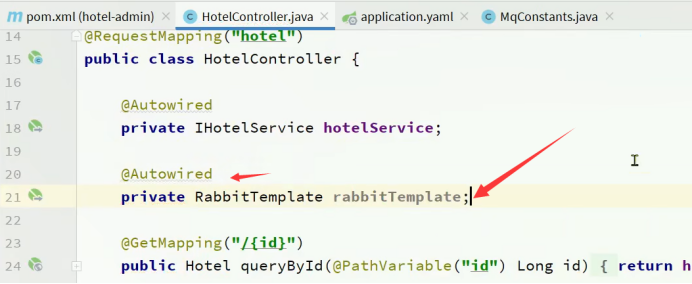 pom.xml (hotel-admin) × HotelController.java × application.yaml × MqConstants.java ×
14 @RequestMapping("hotel")
15 public class HotelController {
16
17 @Autowired
18 private IHotelService hotelService;
19
20 @Autowired
21 private RabbitTemplate rabbitTemplate;
22
23 @GetMapping("/{id}")
24 public Hotel queryById(@PathVariable("id") Long id) { return h